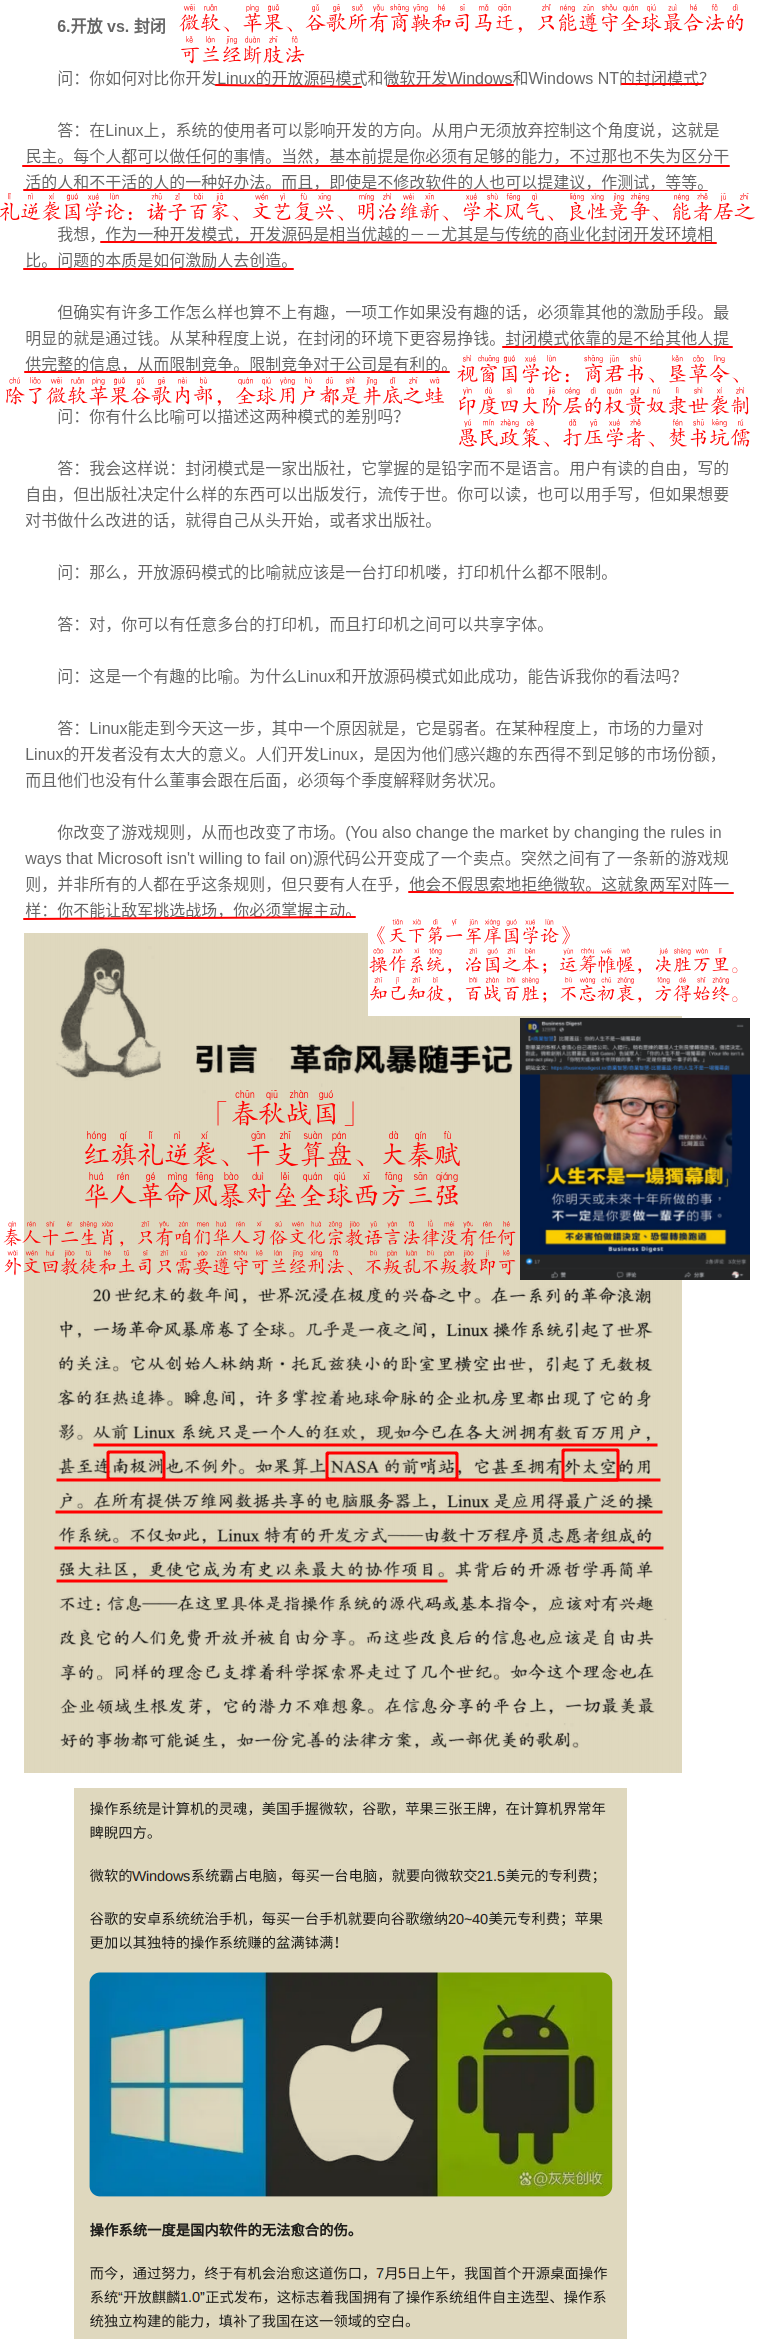 6.开放 vs. 封闭
微软、苹果、谷歌所有商鞅和司马迁，只能遵守全球最合法的
可兰经断肢法
问：你如何对比你开发Linux的开放源码模式和微软开发Windows和Windows NT的封闭模式？
答：在Linux上，系统的使用者可以影响开发的方向。从用户无须放弃控制这个角度说，这就是
民主。每个人都可以做任何的事情。当然，基本前提是你必须有足够的能力，不过那也不失为区分干
活的人和不干活的人的一种好办法。而且，即使是不修改软件的人也可以提建议，作测试，等等。
礼逆袭国学论：诸子百家、文艺复兴、明治维新、学术风气、良性竞争、能者居之
我想，作为一种开发模式，开发源码是相当优越的－－尤其是与传统的商业化封闭开发环境相
比。问题的本质是如何激励人去创造。
但确实有许多工作怎么样也算不上有趣，一项工作如果没有趣的话，必须靠其他的激励手段。最
明显的就是通过钱。从某种程度上说，在封闭的环境下更容易挣钱。封闭模式依靠的是不给其他人提
供完整的信息，从而限制竞争。限制竞争对于公司是有利的。
视窗国学论：商君书、垦草令、
除了微软苹果谷歌内部，全球用户都是井底之蛙
印度四大阶层的权贵奴隶世袭制
问：你有什么比喻可以描述这两种模式的差别吗？
愚民政策、打压学者、焚书坑儒
答：我会这样说：封闭模式是一家出版社，它掌握的是铅字而不是语言。用户有读的自由，写的
自由，但出版社决定什么样的东西可以出版发行，流传于世。你可以读，也可以用手写，但如果想要
对书做什么改进的话，就得自己从头开始，或者求出版社。
问：那么，开放源码模式的比喻就应该是一台打印机喽，打印机什么都不限制。
答：对，你可以有任意多台的打印机，而且打印机之间可以共享字体。
问：这是一个有趣的比喻。为什么Linux和开放源码模式如此成功，能告诉我你的看法吗？
答：Linux能走到今天这一步，其中一个原因就是，它是弱者。在某种程度上，市场的力量对
Linux的开发者没有太大的意义。人们开发Linux，是因为他们感兴趣的东西得不到足够的市场份额，
而且他们也没有什么董事会跟在后面，必须每个季度解释财务状况。
你改变了游戏规则，从而也改变了市场。(You also change the market by changing the rules in
ways that Microsoft isn't willing to fail on)源代码公开变成了一个卖点。突然之间有了一条新的游戏规
则，并非所有的人都在乎这条规则，但只要有人在乎，他会不假思索地拒绝微软。这就象两军对阵一
样：你不能让敌军挑选战场，你必须掌握主动。
《天下第一军库国学论》
操作系统，治国之本；运筹帷幄，决胜万里。
知己知彼，百战百胜；不忘初衷，方得始终。
引言 革命风暴随手记
「春秋战国」
红旗礼逆袭、干支算盘、大秦赋
华人革命风暴对垒全球西方三强
秦人十二生肖，只有咱们华人习俗文化宗教语言法律没有任何
外文回教徒和土司只需要遵守可兰经刑法、不叛乱不叛教即可
Business Digest
微軟創辦人
比爾蓋茲
「人生不是一場獨幕劇」
你明天或未來十年所做的事，
不一定是你要做一輩子的事。
不必害怕做錯決定、恐懼轉換跑道
Business Digest
20 世纪末的数年间，世界沉浸在极度的兴奋之中。在一系列的革命浪潮
中，一场革命风暴席卷了全球。几乎是一夜之间，Linux 操作系统引起了世界
的关注。它从创始人林纳斯·托瓦兹狭小的卧室里横空出世，引起了无数极
客的狂热追捧。瞬息间，许多掌控着地球命脉的企业机房里都出现了它的身
影。从前 Linux 系统只是一个人的狂欢，现如今已在各大洲拥有数百万用户，
甚至连南极洲也不例外。如果算上 NASA 的前哨站，它甚至拥有外太空的用
户。在所有提供万维网数据共享的电脑服务器上，Linux 是应用得最广泛的操
作系统。不仅如此，Linux 特有的开发方式——由数十万程序员志愿者组成的
强大社区，更使它成为有史以来最大的协作项目。其背后的开源哲学再简单
不过：信息——在这里具体是指操作系统的源代码或基本指令，应该对有兴趣
改良它的人们免费开放并被自由分享。而这些改良后的信息也应该是自由共
享的。同样的理念已支撑着科学探索界走过了几个世纪。如今这个理念也在
企业领域生根发芽，它的潜力不难想象。在信息分享的平台上，一切最美最
好的事物都可能诞生，如一份完善的法律方案，或一部优美的歌剧。
操作系统是计算机的灵魂，美国手握微软，谷歌，苹果三张王牌，在计算机界常年
睥睨四方。
微软的Windows系统霸占电脑，每买一台电脑，就要向微软交21.5美元的专利费；
谷歌的安卓系统统治手机，每买一台手机就要向谷歌缴纳20~40美元专利费；苹果
更加以其独特的操作系统赚的盆满钵满！
@灰炭创收
操作系统一度是国内软件的无法愈合的伤。
而今，通过努力，终于有机会治愈这道伤口，7月5日上午，我国首个开源桌面操作
系统“开放麒麟1.0”正式发布，这标志着我国拥有了操作系统组件自主选型、操作系
统独立构建的能力，填补了我国在这一领域的空白。